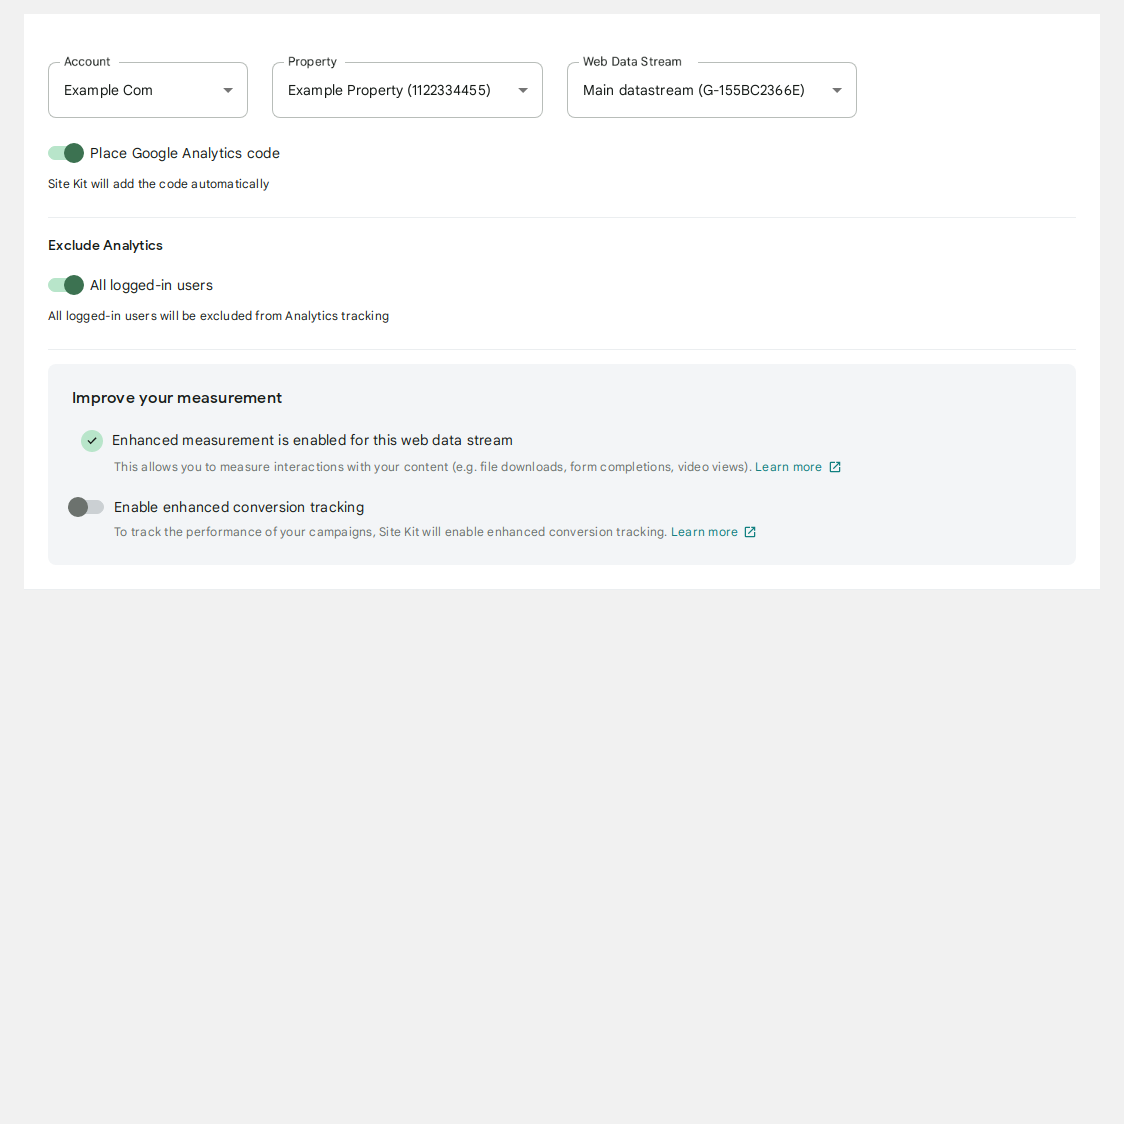 Account
Property
Web Data Stream
Example Com
Example Property (1122334455)
Main datastream (G-155BC2366E)
Place Google Analytics code
Site Kit will add the code automatically
Exclude Analytics
All logged-in users
All logged-in users will be excluded from Analytics tracking
Improve your measurement
Enhanced measurement is enabled for this web data stream
This allows you to measure interactions with your content (e.g. file downloads, form completions, video views). Learn more
Enable enhanced conversion tracking
To track the performance of your campaigns, Site Kit will enable enhanced conversion tracking. Learn more